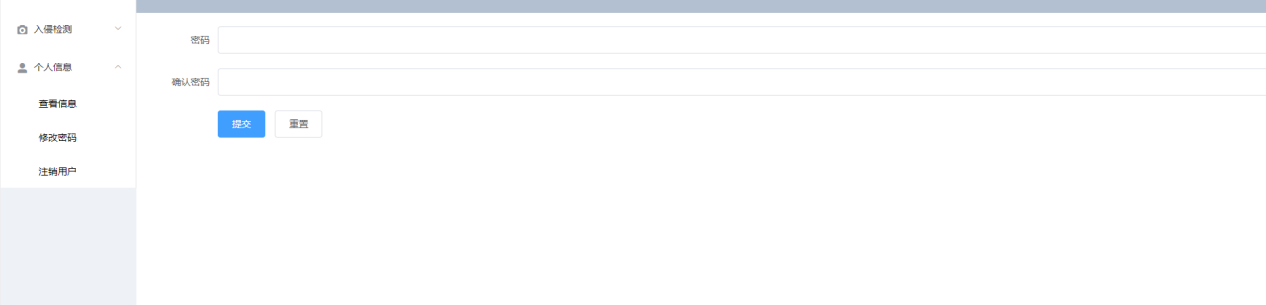 入侵检测
个人信息
查看信息
修改密码
注销用户
密码
确认密码
提交
重置